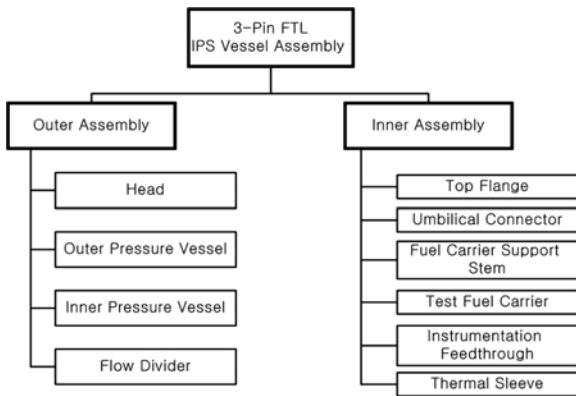 3-Pin FTL
IPS Vessel Assembly
Outer Assembly
Head
Outer Pressure Vessel
Inner Pressure Vessel
Flow Divider
Inner Assembly
Top Flange
Umbilical Connector
Fuel Carrier Support
Stem
Test Fuel Carrier
Instrumentation
Feedthrough
Thermal Sleeve